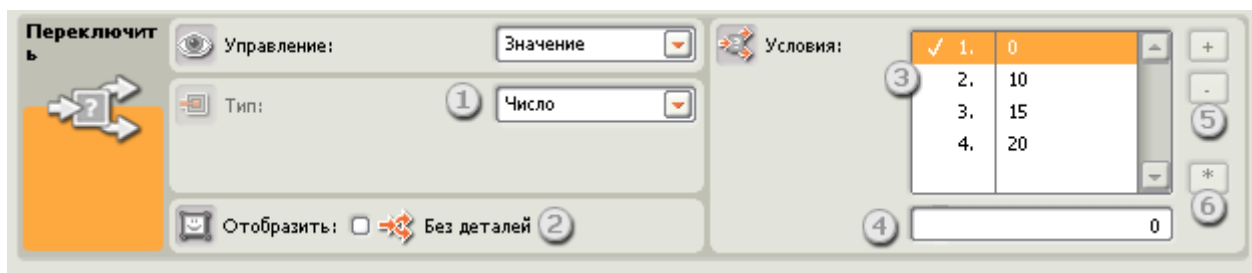 Переключит
ь
Управление:
Значение
Тип:
1
Число
Отобразить:
Без деталей
2
Условия:
3
1. 0
2. 10
3. 15
4. 20
4
0
+
-
5
*
6